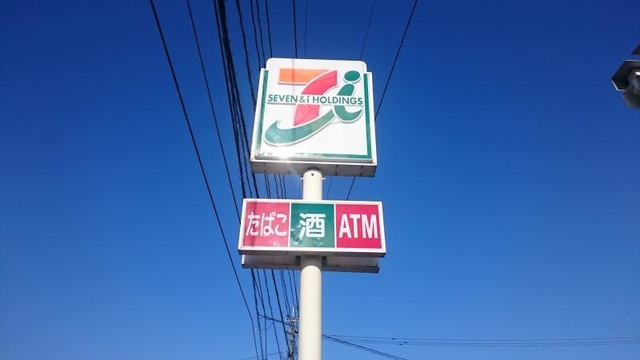 SEVEN & i HOLDINGS
たばこ 酒 ATM